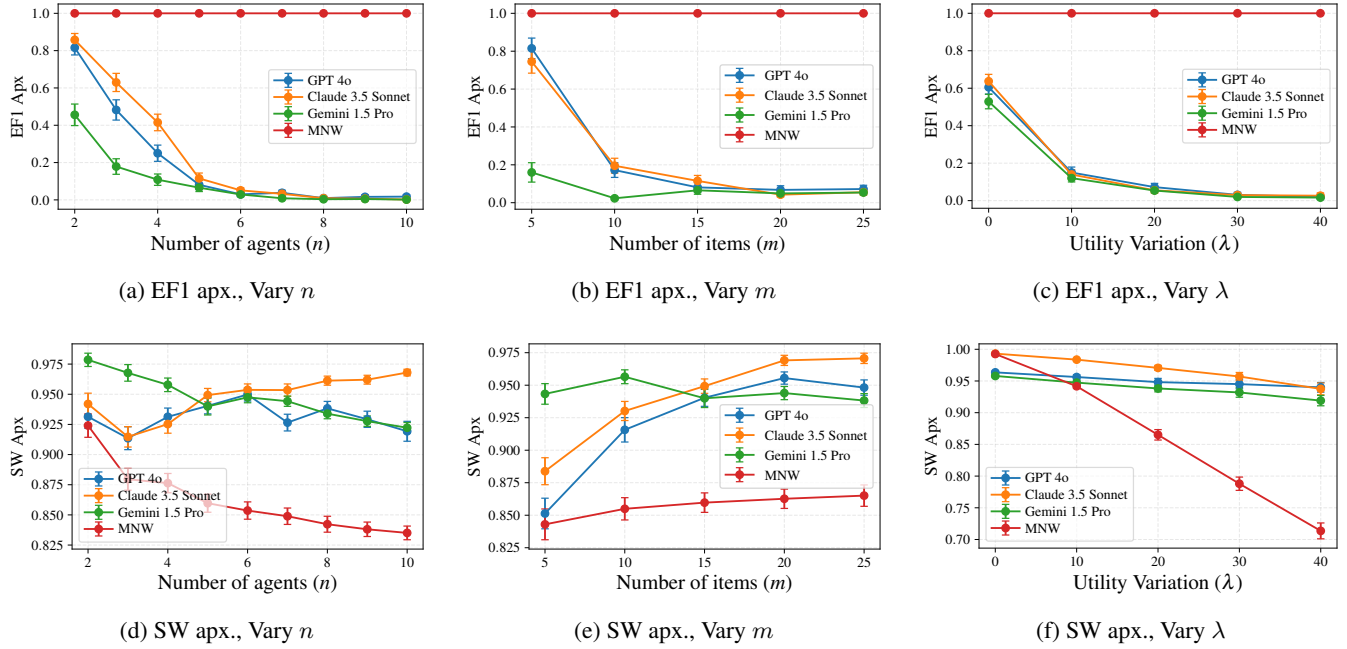 EF1 Apx
1.0
0.8
0.6
0.4
0.2
0.0
GPT 4o
Claude 3.5 Sonnet
Gemini 1.5 Pro
MNW
2 4 6 8 10
Number of agents (n)
(a) EF1 apx., Vary n
EF1 Apx
1.0
0.8
0.6
0.4
0.2
0.0
GPT 4o
Claude 3.5 Sonnet
Gemini 1.5 Pro
MNW
5 10 15 20 25
Number of items (m)
(b) EF1 apx., Vary m
EF1 Apx
1.0
0.8
0.6
0.4
0.2
0.0
GPT 4o
Claude 3.5 Sonnet
Gemini 1.5 Pro
MNW
0 10 20 30 40
Utility Variation (λ)
(c) EF1 apx., Vary λ
SW Apx
0.975
0.950
0.925
0.900
0.875
0.850
0.825
GPT 4o
Claude 3.5 Sonnet
Gemini 1.5 Pro
MNW
2 4 6 8 10
Number of agents (n)
(d) SW apx., Vary n
SW Apx
0.975
0.950
0.925
0.900
0.875
0.850
0.825
GPT 4o
Claude 3.5 Sonnet
Gemini 1.5 Pro
MNW
5 10 15 20 25
Number of items (m)
(e) SW apx., Vary m
SW Apx
1.00
0.95
0.90
0.85
0.80
0.75
0.70
GPT 4o
Claude 3.5 Sonnet
Gemini 1.5 Pro
MNW
0 10 20 30 40
Utility Variation (λ)
(f) SW apx., Vary λ